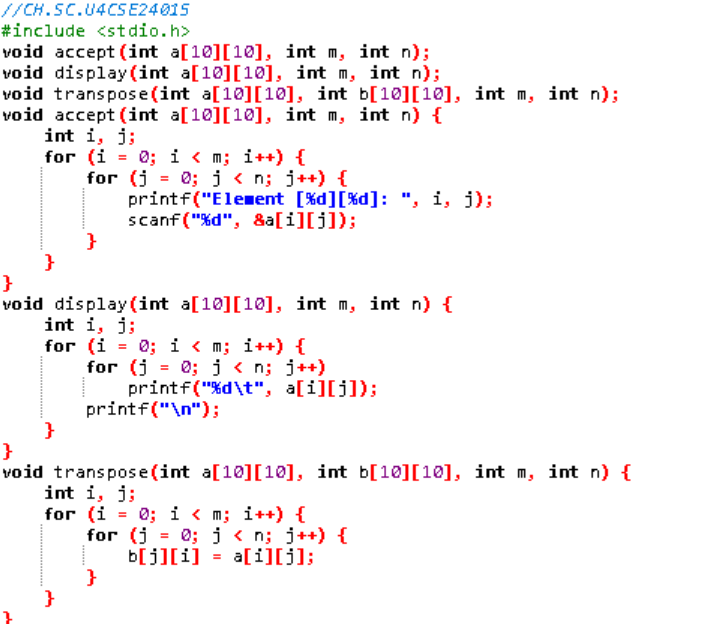 //CH.SC.U4CSE24015
#include <stdio.h>
void accept(int a[10][10], int m, int n);
void display(int a[10][10], int m, int n);
void transpose(int a[10][10], int b[10][10], int m, int n);
void accept(int a[10][10], int m, int n) {
    int i, j;
    for (i = 0; i < m; i++) {
        for (j = 0; j < n; j++) {
            printf("Element [%d][%d]: ", i, j);
            scanf("%d", &a[i][j]);
        }
    }
}
void display(int a[10][10], int m, int n) {
    int i, j;
    for (i = 0; i < m; i++) {
        for (j = 0; j < n; j++)
            printf("%d\t", a[i][j]);
        printf("\n");
    }
}
void transpose(int a[10][10], int b[10][10], int m, int n) {
    int i, j;
    for (i = 0; i < m; i++) {
        for (j = 0; j < n; j++) {
            b[j][i] = a[i][j];
        }
    }
}